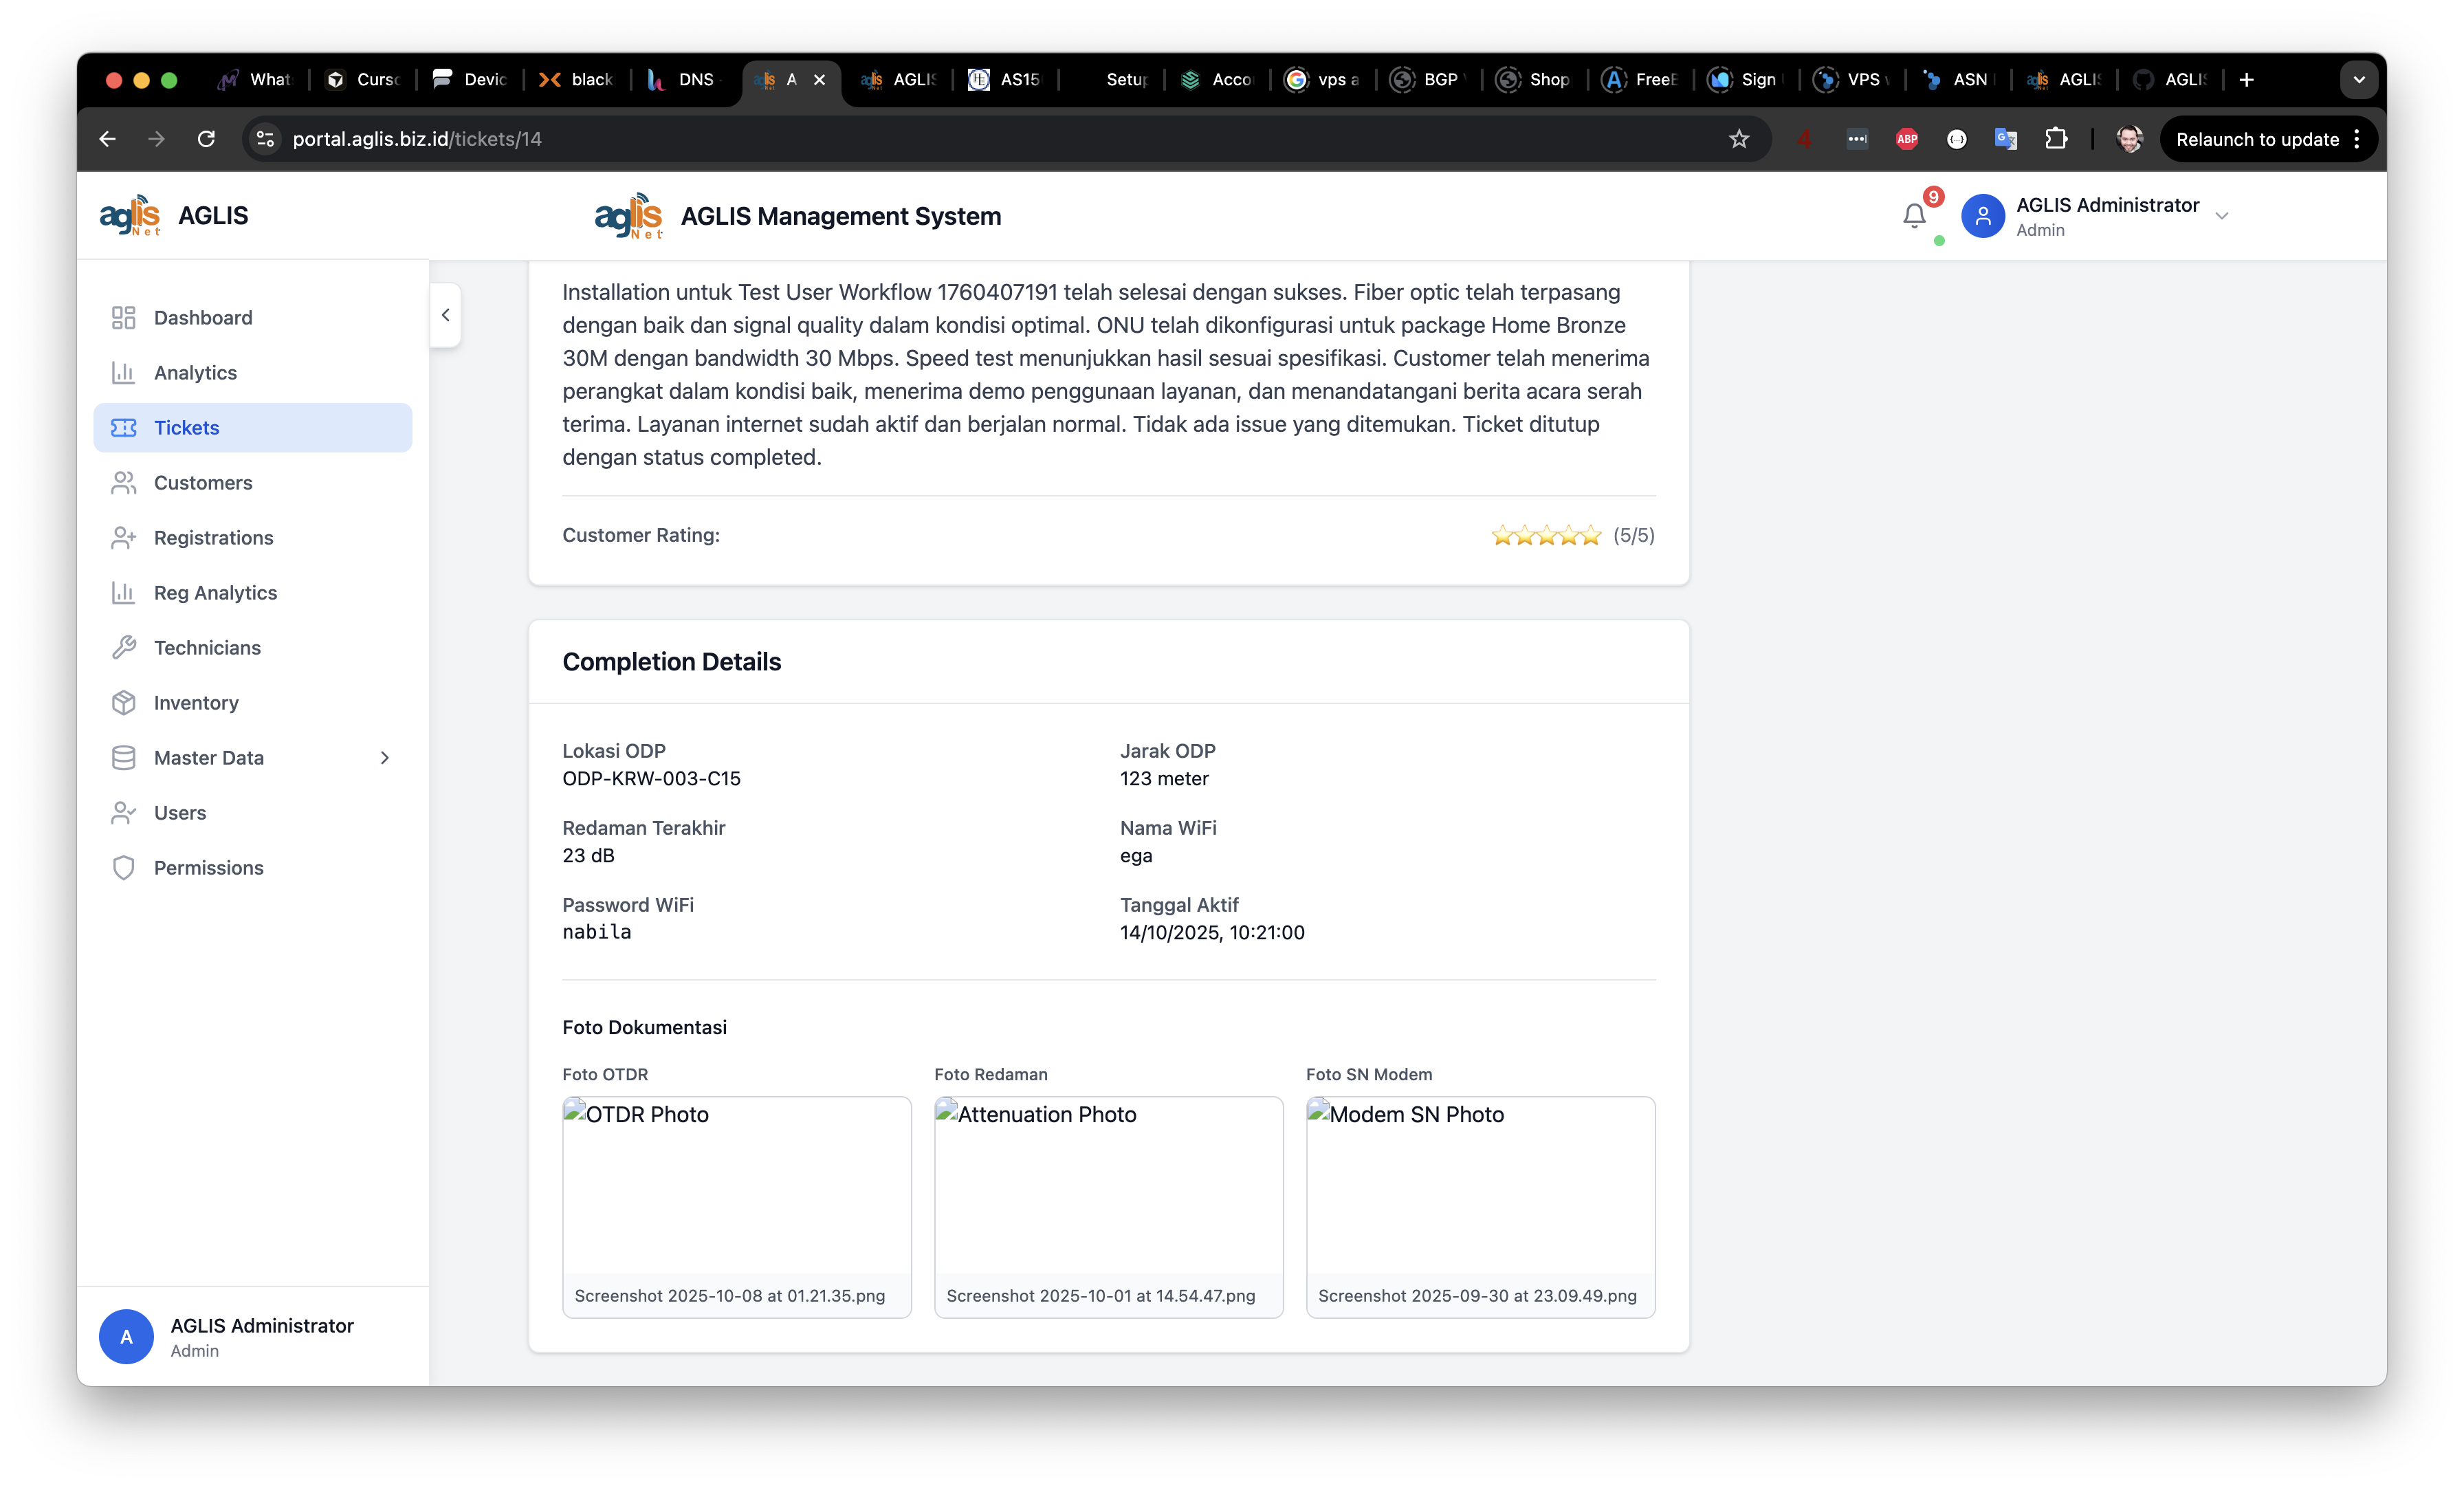 What
Curso
Devic
black
DNS
A
AGLIS
AS15
Setup
Accou
vps a
BGP
Shop
FreeB
Sign
VPS
ASN
AGLIS
AGLIS
portal.aglis.biz.id/tickets/14
ABP
Relaunch to update
aglis Net
AGLIS
aglis Net
AGLIS Management System
9
AGLIS Administrator
Admin
Dashboard
Analytics
Tickets
Customers
Registrations
Reg Analytics
Technicians
Inventory
Master Data
Users
Permissions
A
AGLIS Administrator
Admin
Installation untuk Test User Workflow 1760407191 telah selesai dengan sukses. Fiber optic telah terpasang
dengan baik dan signal quality dalam kondisi optimal. ONU telah dikonfigurasi untuk package Home Bronze
30M dengan bandwidth 30 Mbps. Speed test menunjukkan hasil sesuai spesifikasi. Customer telah menerima
perangkat dalam kondisi baik, menerima demo penggunaan layanan, dan menandatangani berita acara serah
terima. Layanan internet sudah aktif dan berjalan normal. Tidak ada issue yang ditemukan. Ticket ditutup
dengan status completed.
Customer Rating:
(5/5)
Completion Details
Lokasi ODP
ODP-KRW-003-C15
Jarak ODP
123 meter
Redaman Terakhir
23 dB
Nama WiFi
ega
Password WiFi
nabila
Tanggal Aktif
14/10/2025, 10:21:00
Foto Dokumentasi
Foto OTDR
Foto Redaman
Foto SN Modem
OTDR Photo
Attenuation Photo
Modem SN Photo
Screenshot 2025-10-08 at 01.21.35.png
Screenshot 2025-10-01 at 14.54.47.png
Screenshot 2025-09-30 at 23.09.49.png